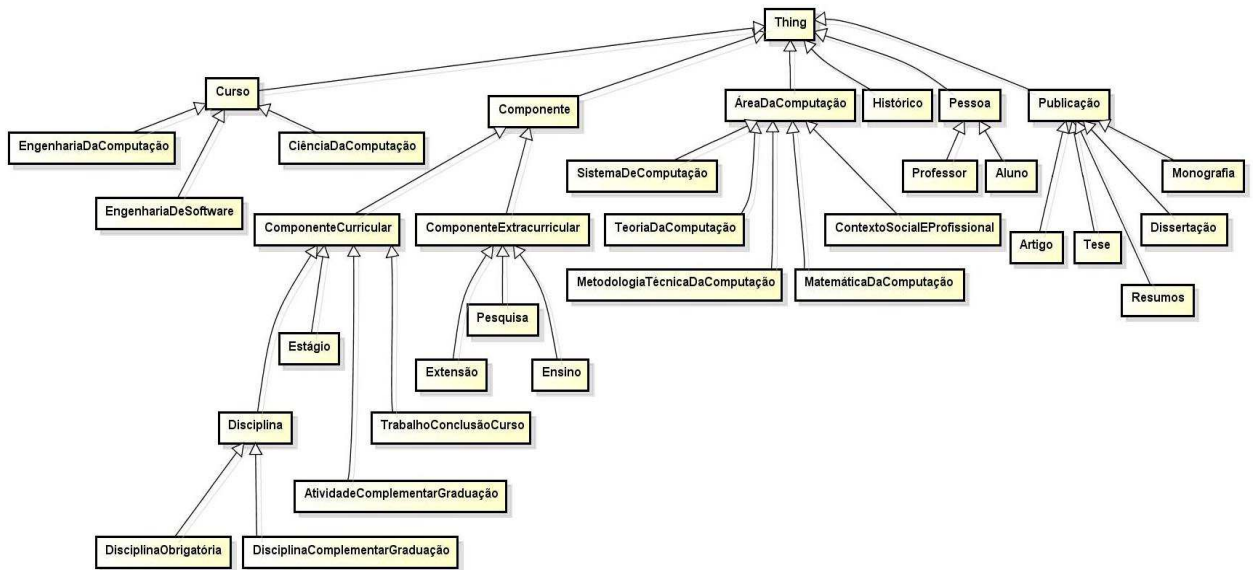 Thing
Curso
Componente
ÁreaDaComputação
Histórico
Pessoa
Publicação
EngenhariaDaComputação
CiênciaDaComputação
SistemaDeComputação
Professor
Aluno
Monografia
EngenhariaDeSoftware
ComponenteCurricular
ComponenteExtracurricular
TeoriaDaComputação
ContextoSocialEProfissional
Artigo
Tese
Dissertação
MetodologiaTécnicaDaComputação
MatemáticaDaComputação
Resumos
Pesquisa
Estágio
Extensão
Ensino
Disciplina
TrabalhoConclusãoCurso
AtividadeComplementarGraduação
DisciplinaObrigatória
DisciplinaComplementarGraduação